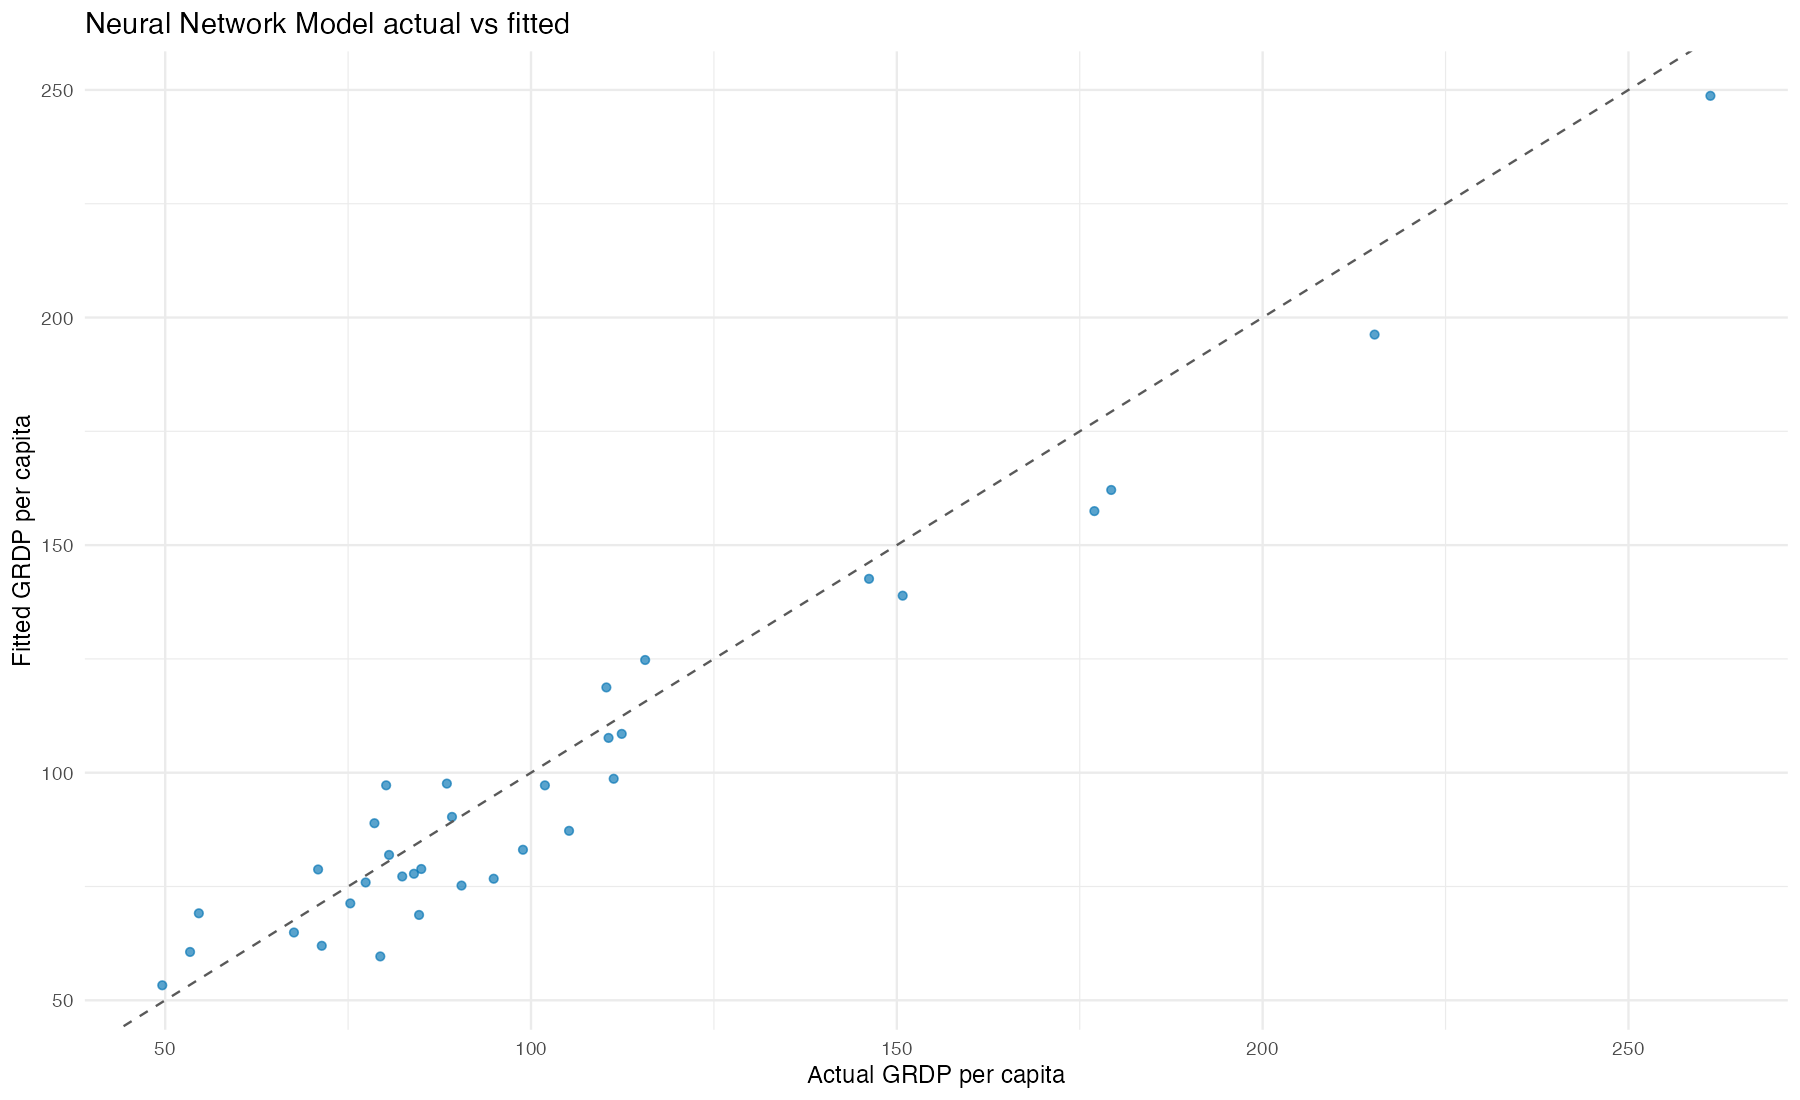 Neural Network Model actual vs fitted
250
200
150
100
50
Fitted GRDP per capita
50 100 150 200 250
Actual GRDP per capita